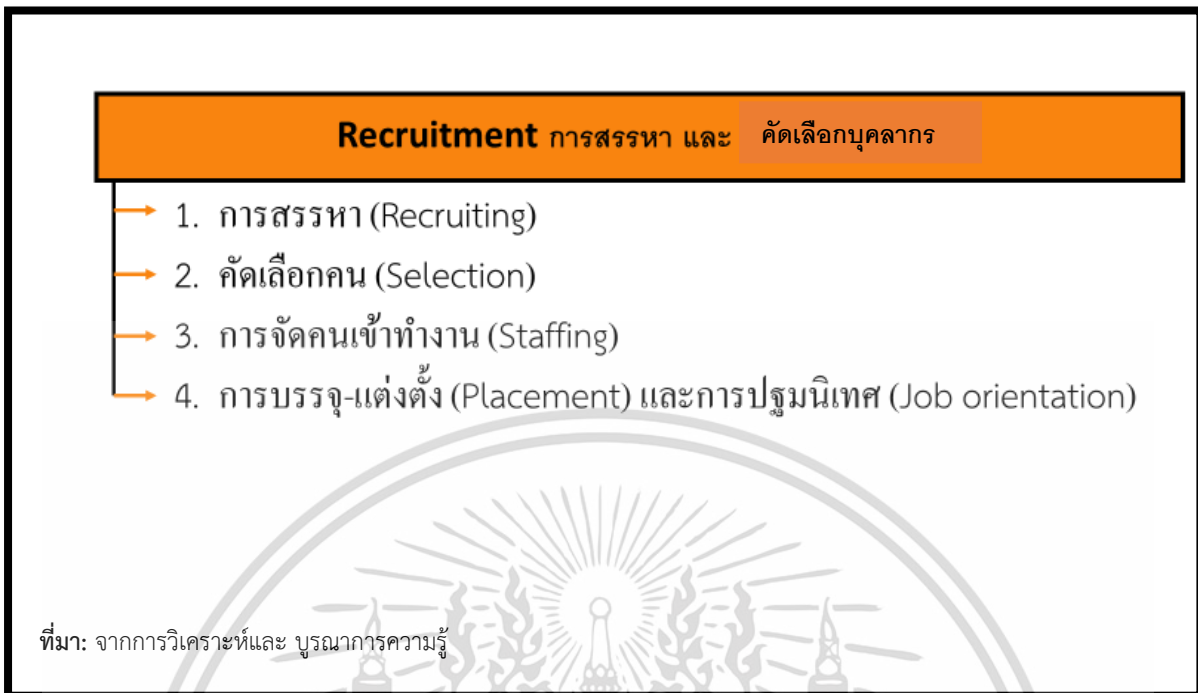 Recruitment การสรรหา และ คัดเลือกบุคลากร
1. การสรรหา (Recruiting)
2. คัดเลือกคน (Selection)
3. การจัดคนเข้าทำงาน (Staffing)
4. การบรรจุ-แต่งตั้ง (Placement) และการปฐมนิเทศ (Job orientation)
ที่มา: จากการวิเคราะห์และ บูรณาการความรู้